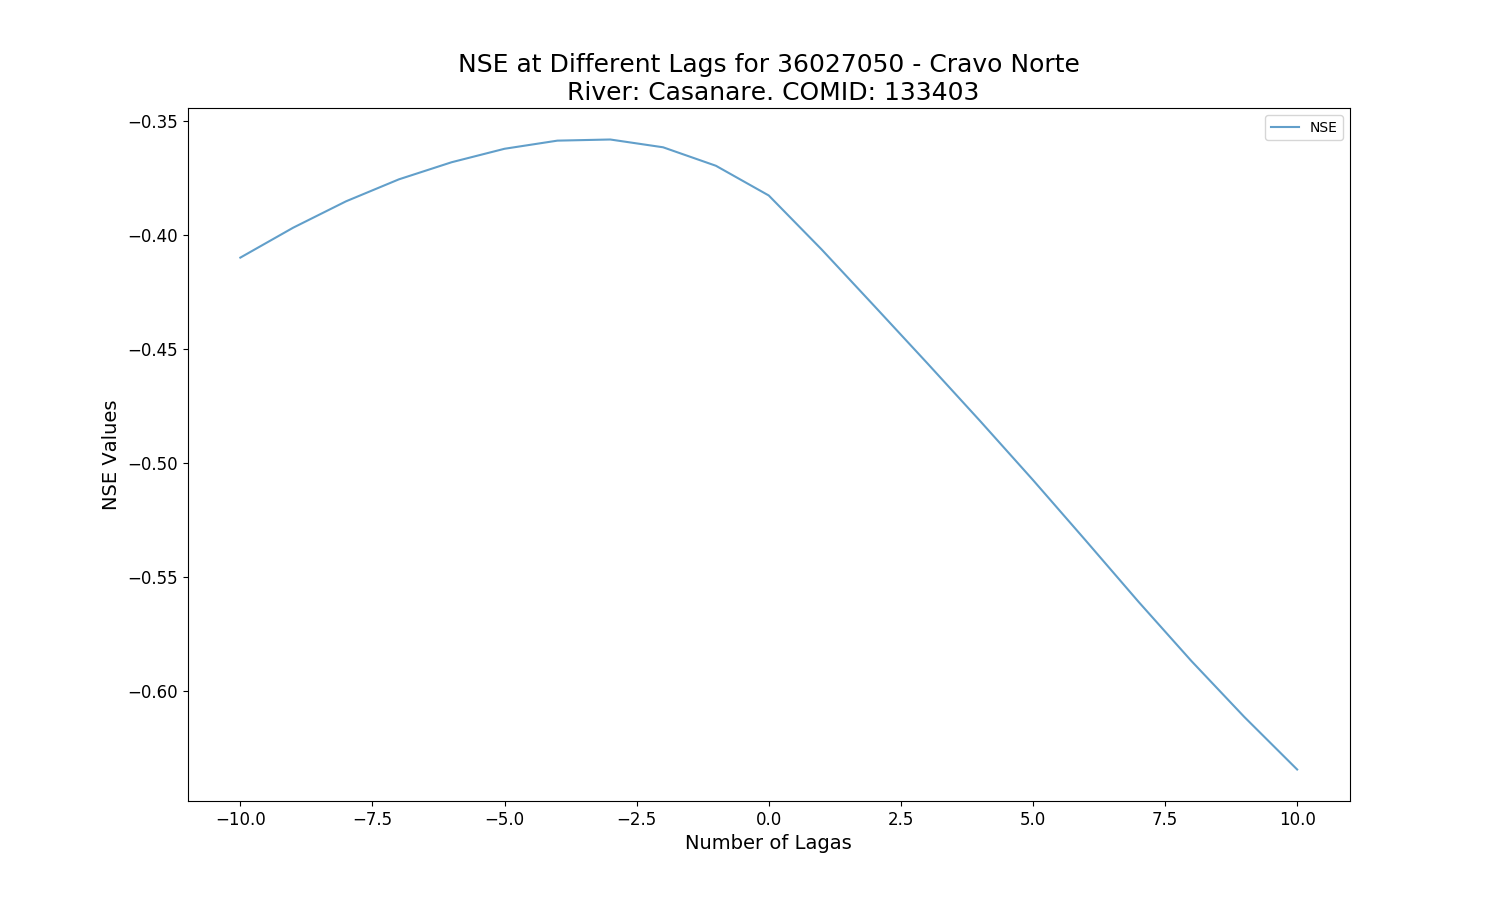 NSE at Different Lags for 36027050 - Cravo Norte
River: Casanare. COMID: 133403
NSE
−0.35
−0.40
−0.45
−0.50
−0.55
−0.60
NSE Values
−10.0 −7.5 −5.0 −2.5 0.0 2.5 5.0 7.5 10.0
Number of Lagas